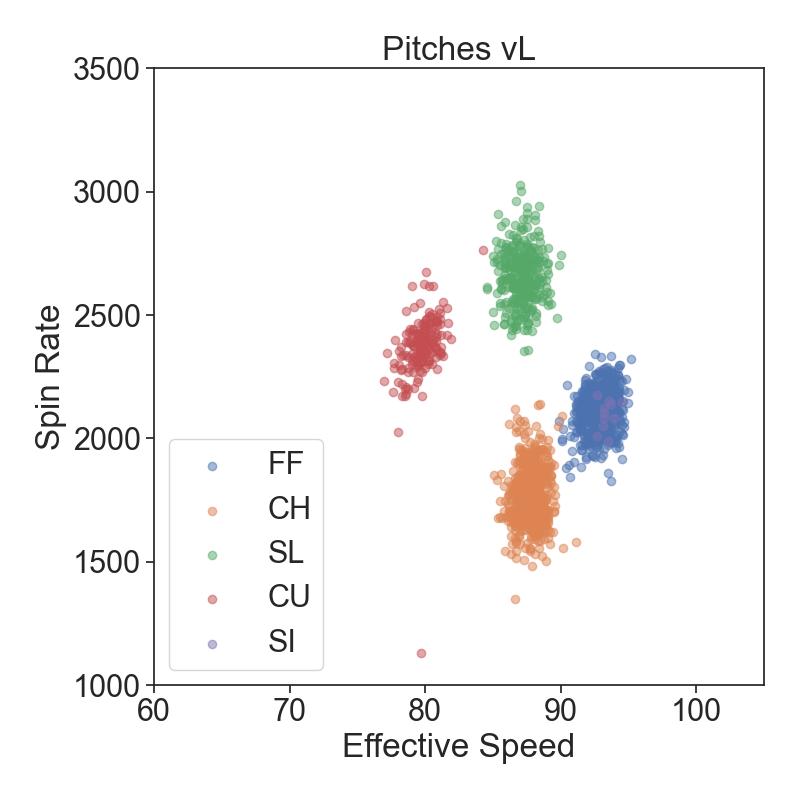 Pitches vL
3500
3000
2500
2000
1500
1000
Spin Rate
FF
CH
SL
CU
SI
60 70 80 90 100
Effective Speed